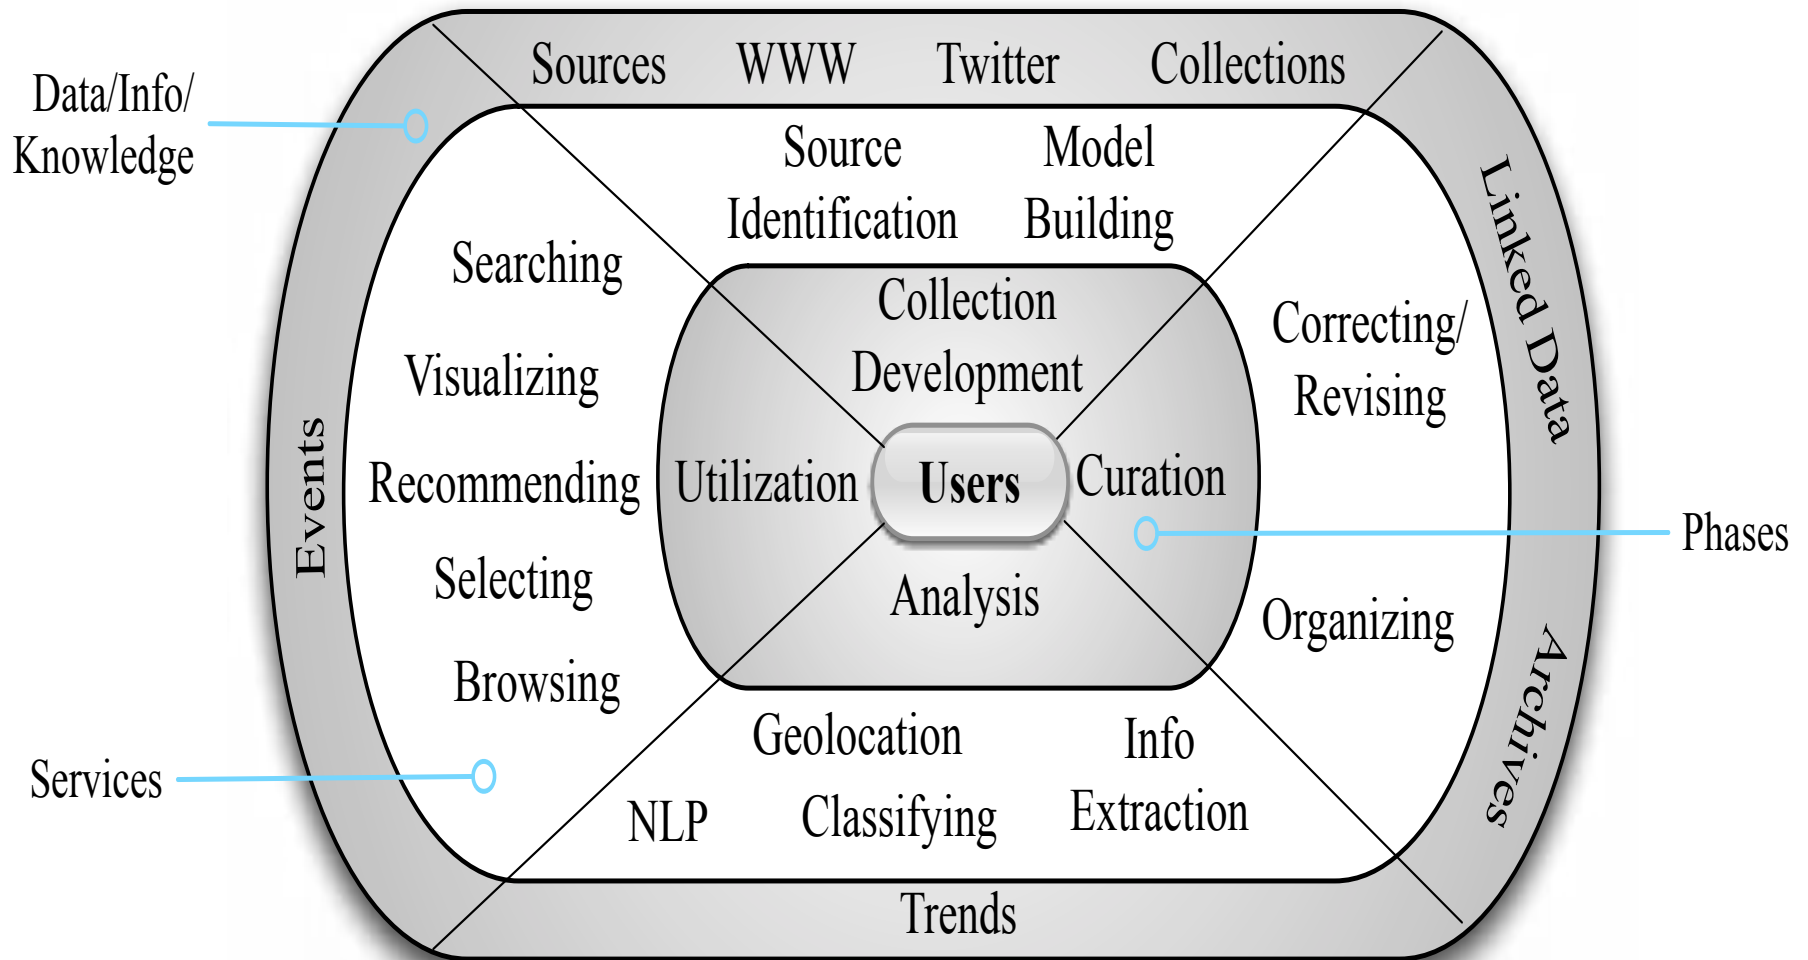 Sources WWW Twitter Collections
Data/Info/
Knowledge
Source
Identification
Model
Building
Searching
Visualizing
Recommending
Selecting
Browsing
Events
Linked Data
Archives
Collection
Development
Correcting/
Revising
Utilization
Users
Curation
Phases
Analysis
Organizing
Services
Geolocation
Info
Extraction
NLP
Classifying
Trends